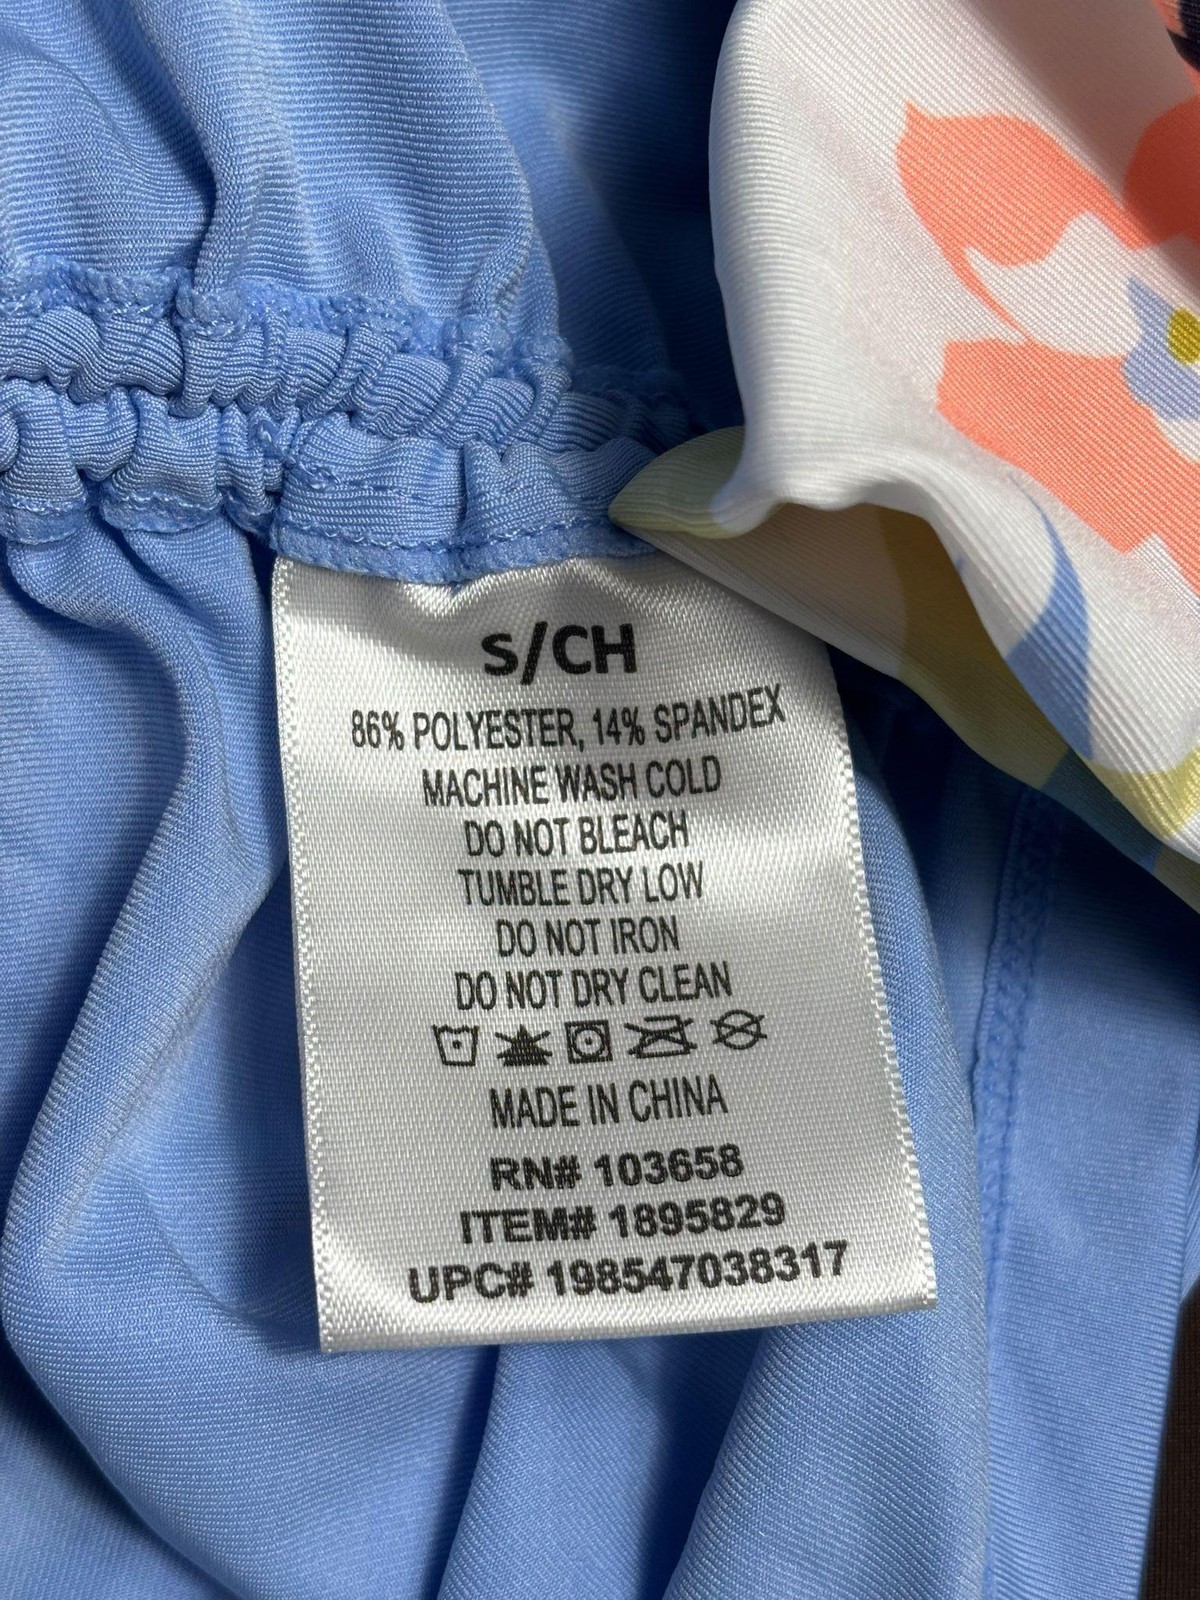 S/CH
86% POLYESTER, 14% SPANDEX
MACHINE WASH COLD
DO NOT BLEACH
TUMBLE DRY LOW
DO NOT IRON
DO NOT DRY CLEAN
MADE IN CHINA
RN# 103658
ITEM# 1895829
UPC# 198547038317